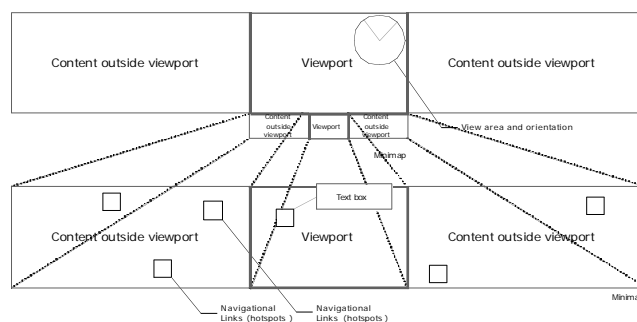 Content outside viewport
Viewport
Content outside viewport
Content
outside
viewport
Viewport
Content
outside
viewport
View area and orientation
Minimap
Text box
Content outside viewport
Viewport
Content outside viewport
Minima
Navigational
Links (hotspots)
Navigational
Links (hotspots)